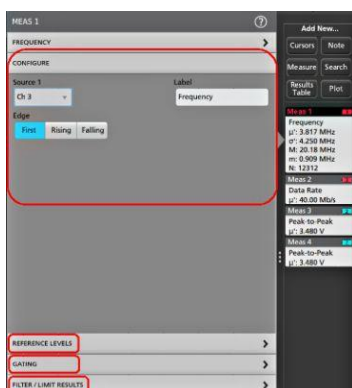 MEAS 1
FREQUENCY
CONFIGURE
Source 1
Label
Ch 3
Frequency
Edge
First Rising Falling
REFERENCE LEVELS
GATING
FILTER / LIMIT RESULTS
Add New...
Cursors Note
Measure Search
Results Table Plot
Meas 1
Frequency
μ': 3.817 MHz
σ': 4.250 MHz
M: 20.18 MHz
m: 0.909 MHz
N: 12312
Meas 2
Data Rate
μ': 40.00 Mb/s
Meas 3
Peak-to-Peak
μ': 3.480 V
Meas 4
Peak-to-Peak
μ': 3.480 V